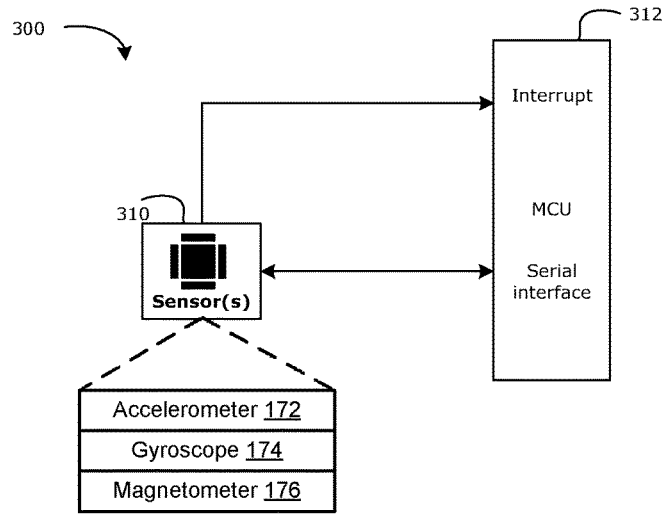 300
312
Interrupt
310
MCU
Sensor(s)
Serial
interface
Accelerometer 172
Gyroscope 174
Magnetometer 176